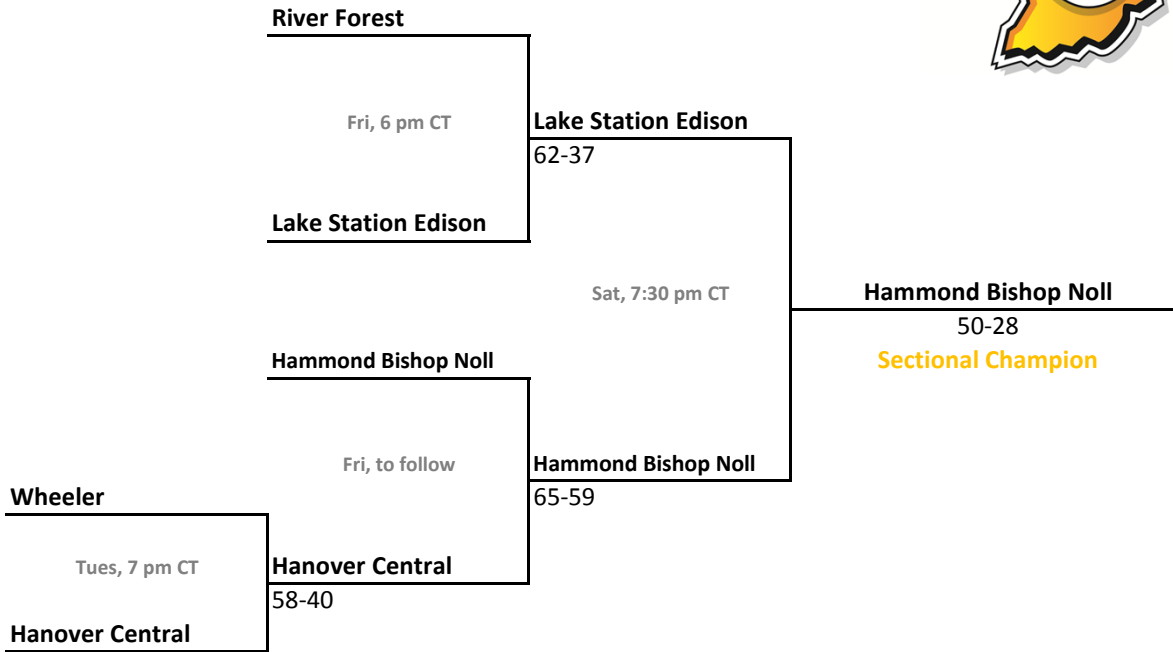 River Forest
Fri, 6 pm CT
Lake Station Edison
62-37
Lake Station Edison
Sat, 7:30 pm CT
Hammond Bishop Noll
50-28
Sectional Champion
Hammond Bishop Noll
Fri, to follow
Hammond Bishop Noll
65-59
Wheeler
Tues, 7 pm CT
Hanover Central
58-40
Hanover Central